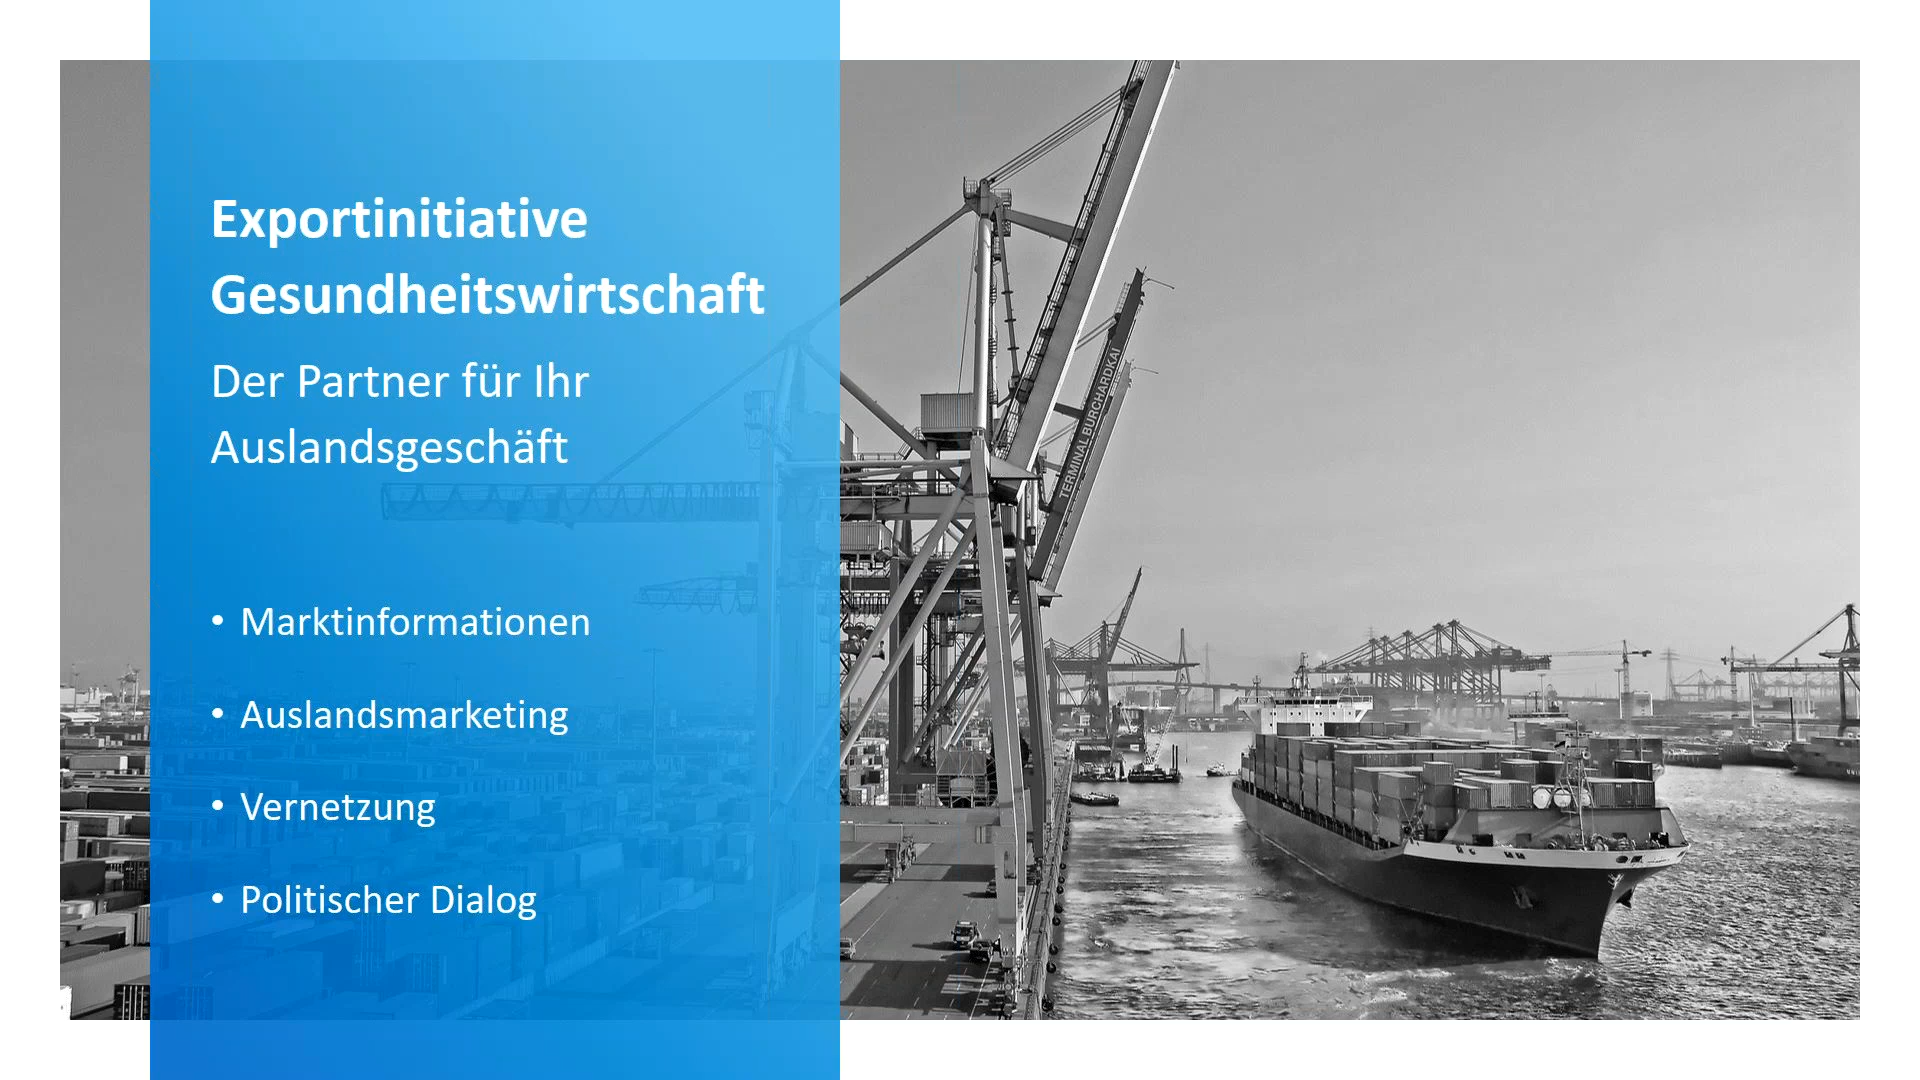 Exportinitiative
Gesundheitswirtschaft
Der Partner für Ihr
Auslandsgeschäft
• Marktinformationen
• Auslandsmarketing
• Vernetzung
• Politischer Dialog
TERMINAL BURCHARDKAI